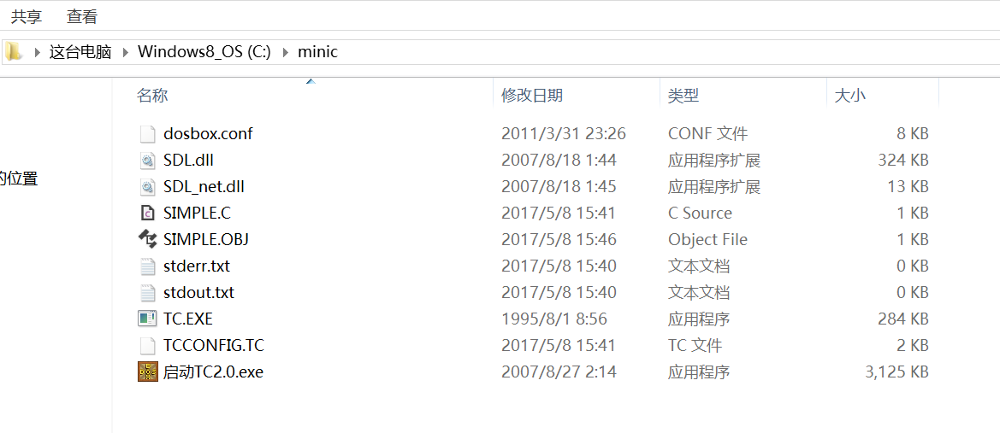 共享 查看
这台电脑 Windows8_OS (C:) minic
名称 修改日期 类型 大小
dosbox.conf 2011/3/31 23:26 CONF 文件 8 KB
SDL.dll 2007/8/18 1:44 应用程序扩展 324 KB
的位置
SDL_net.dll 2007/8/18 1:45 应用程序扩展 13 KB
SIMPLE.C 2017/5/8 15:41 C Source 1 KB
SIMPLE.OBJ 2017/5/8 15:46 Object File 1 KB
stderr.txt 2017/5/8 15:40 文本文档 0 KB
stdout.txt 2017/5/8 15:40 文本文档 0 KB
TC.EXE 1995/8/1 8:56 应用程序 284 KB
TCCONFIG.TC 2017/5/8 15:41 TC 文件 2 KB
启动TC2.0.exe 2007/8/27 2:14 应用程序 3,125 KB